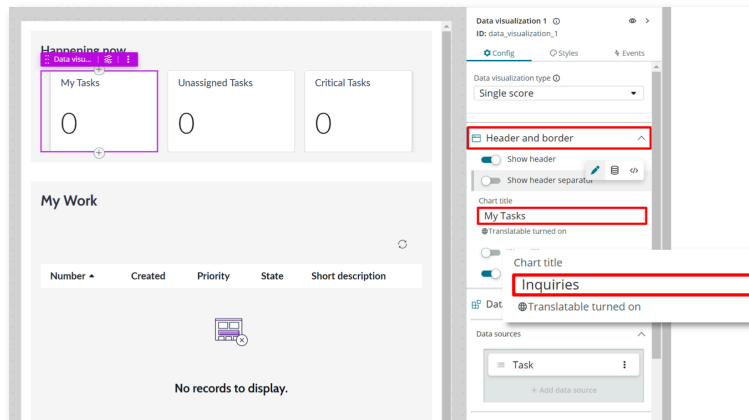 Happening now
Data visu...
My Tasks
0
Unassigned Tasks
0
Critical Tasks
0
My Work
Number
Created
Priority
State
Short description
No records to display.
Data visualization 1
ID: data_visualization_1
Config
Styles
Events
Data visualization type
Single score
Header and border
Show header
Show header separator
Chart title
My Tasks
Translatable turned on
Chart title
Inquiries
Translatable turned on
Data sources
Task
+ Add data source